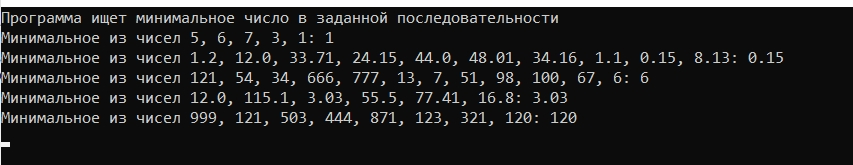 Программа ищет минимальное число в заданной последовательности
Минимальное из чисел 5, 6, 7, 3, 1: 1
Минимальное из чисел 1.2, 12.0, 33.71, 24.15, 44.0, 48.01, 34.16, 1.1, 0.15, 8.13: 0.15
Минимальное из чисел 121, 54, 34, 666, 777, 13, 7, 51, 98, 100, 67, 6: 6
Минимальное из чисел 12.0, 115.1, 3.03, 55.5, 77.41, 16.8: 3.03
Минимальное из чисел 999, 121, 503, 444, 871, 123, 321, 120: 120